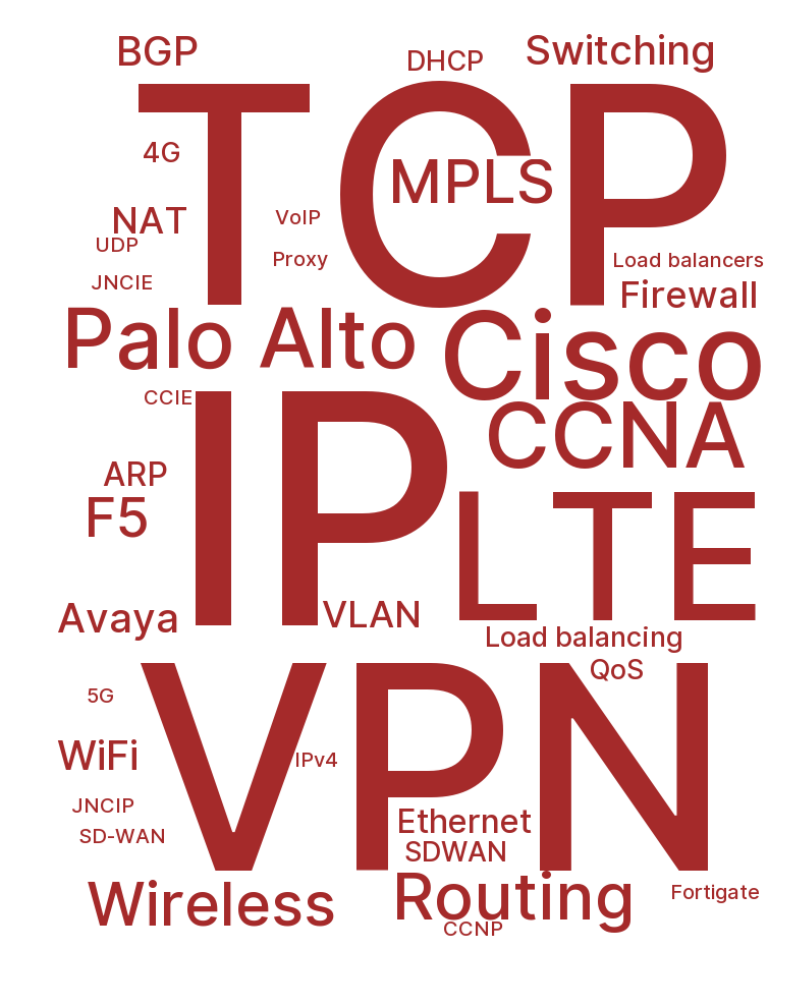 BGP
DHCP
Switching
TCP
4G
MPLS
NAT
VoIP
UDP
Proxy
Load balancers
JNCIE
Firewall
Palo Alto
Cisco
CCIE
IP
CCNA
ARP
F5
LTE
Avaya
VLAN
Load balancing
QoS
VPN
5G
WiFi
IPv4
JNCIP
Ethernet
SD-WAN
SDWAN
Wireless
Routing
Fortigate
CCNP